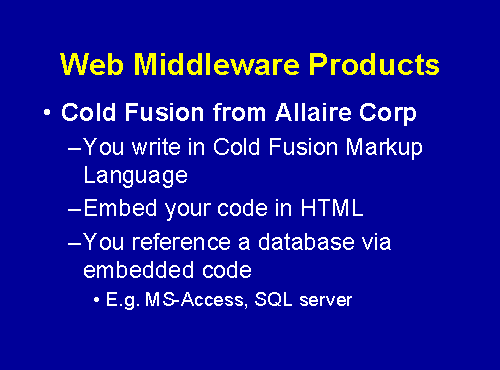 Web Middleware Products
• Cold Fusion from Allaire Corp
–You write in Cold Fusion Markup
Language
–Embed your code in HTML
–You reference a database via
embedded code
• E.g. MS-Access, SQL server